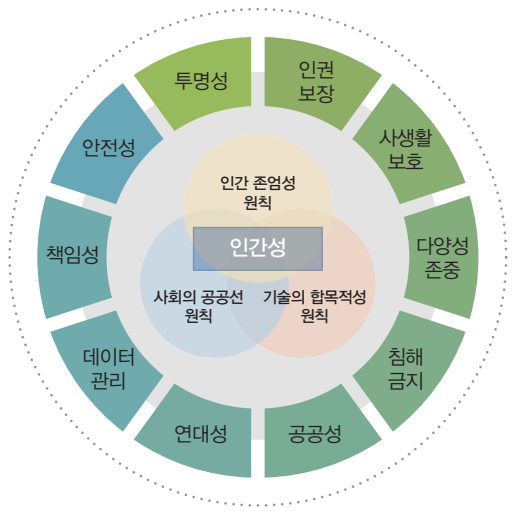 투명성
인권
보장
사생활
보호
다양성
존중
침해
금지
공공성
연대성
데이터
관리
책임성
안전성
인간 존엄성
원칙
인간성
사회의 공공선
원칙
기술의 합목적성
원칙